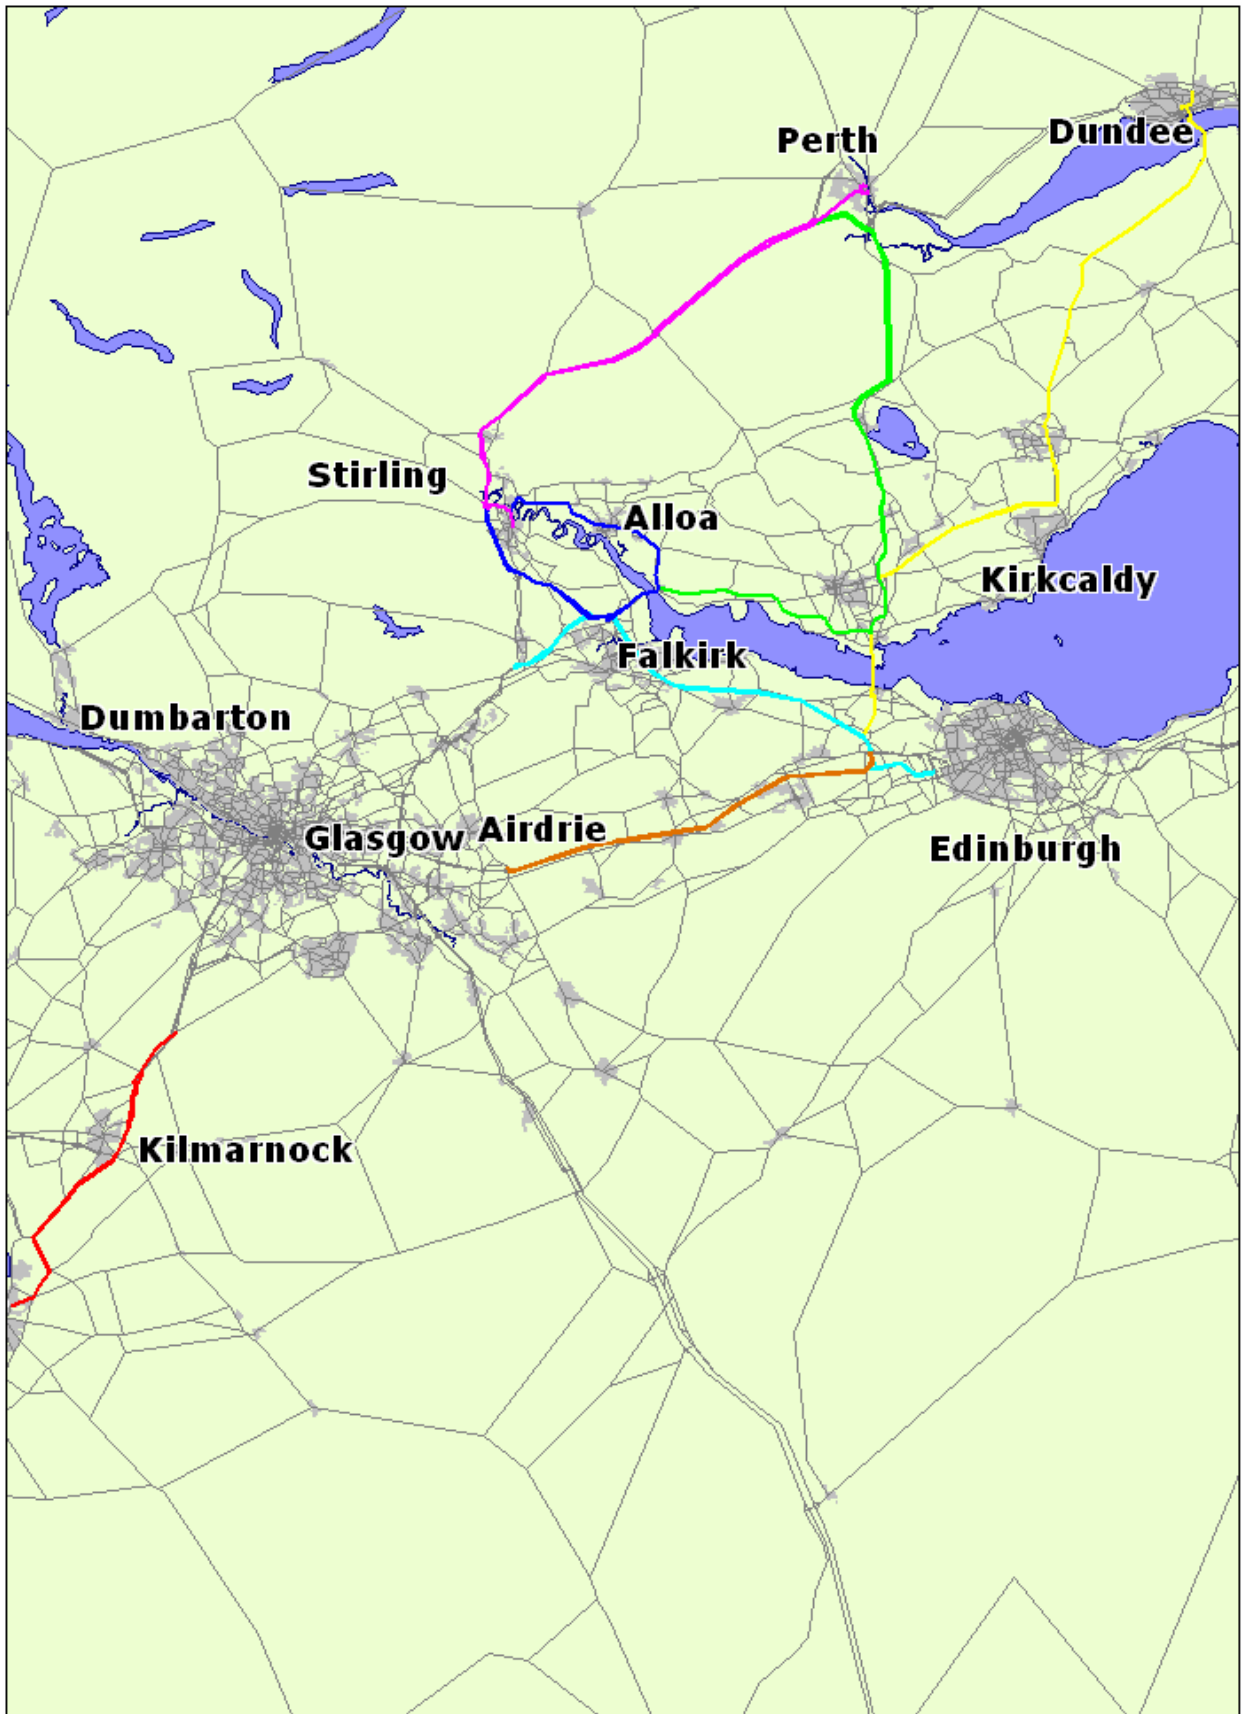 Perth
Dundee
Stirling
Alloa
Kirkcaldy
Falkirk
Dumbarton
Glasgow
Airdrie
Edinburgh
Kilmarnock